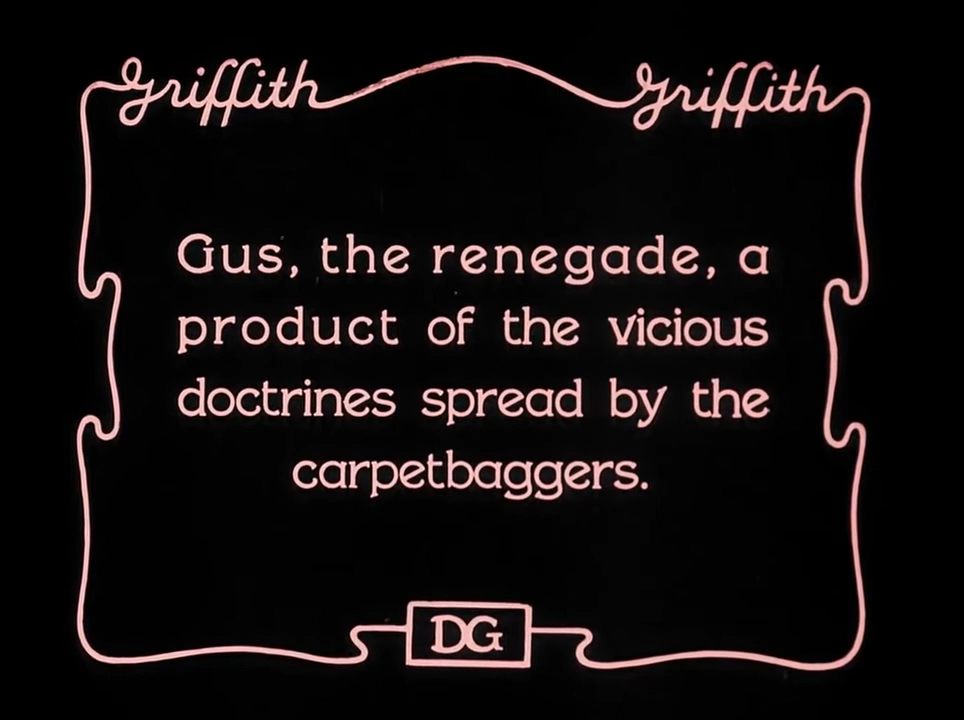 Griffith Griffith
Gus, the renegade, a
product of the vicious
doctrines spread by the
carpetbaggers.
DG